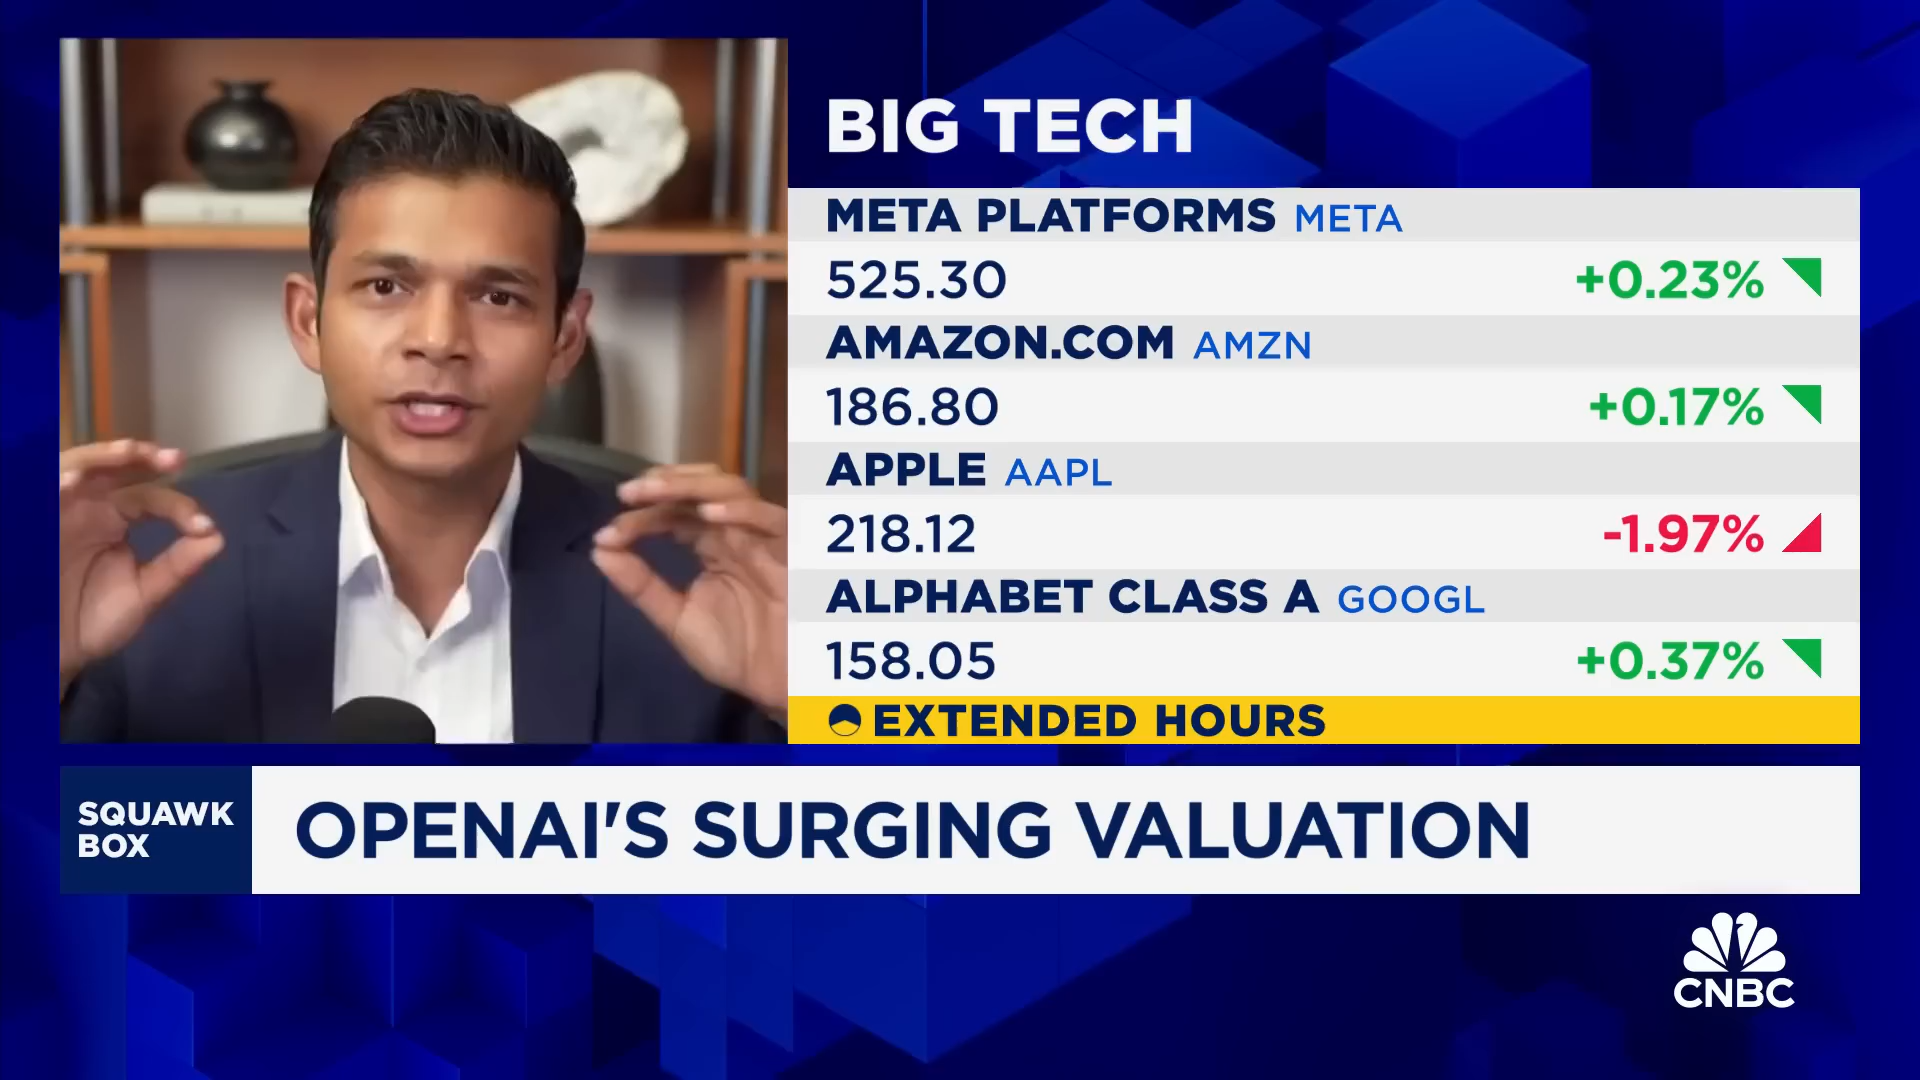 BIG TECH
META PLATFORMS META
525.30 +0.23%
AMAZON.COM AMZN
186.80 +0.17%
APPLE AAPL
218.12 -1.97%
ALPHABET CLASS A GOOGL
158.05 +0.37%
EXTENDED HOURS
SQUAWK
BOX
OPENAI'S SURGING VALUATION
CNBC